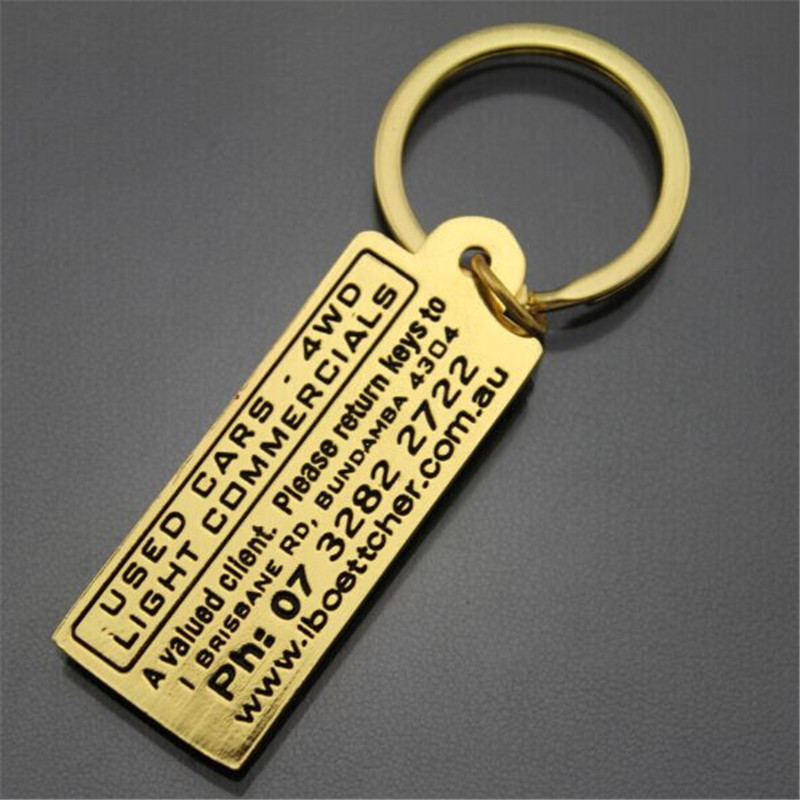 USED CARS · 4WD
LIGHT COMMERCIALS
A valued client. Please return keys to
1 BRISBANE RD, BUNDAMBA 4304
Ph: 07 3282 2722
www.lboettcher.com.au